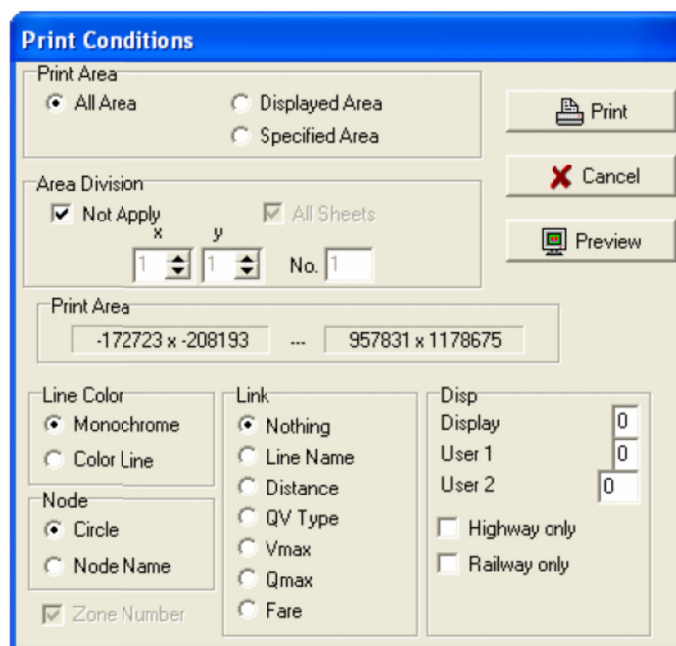 Print Conditions
Print Area
All Area
Displayed Area
Specified Area
Print
Cancel
Preview
Area Division
Not Apply
All Sheets
x
y
1
1
No. 1
Print Area
-172723 x -208193 --- 957831 x 1178675
Line Color
Monochrome
Color Line
Node
Circle
Node Name
Zone Number
Link
Nothing
Line Name
Distance
QV Type
Vmax
Qmax
Fare
Disp
Display 0
User 1 0
User 2 0
Highway only
Railway only